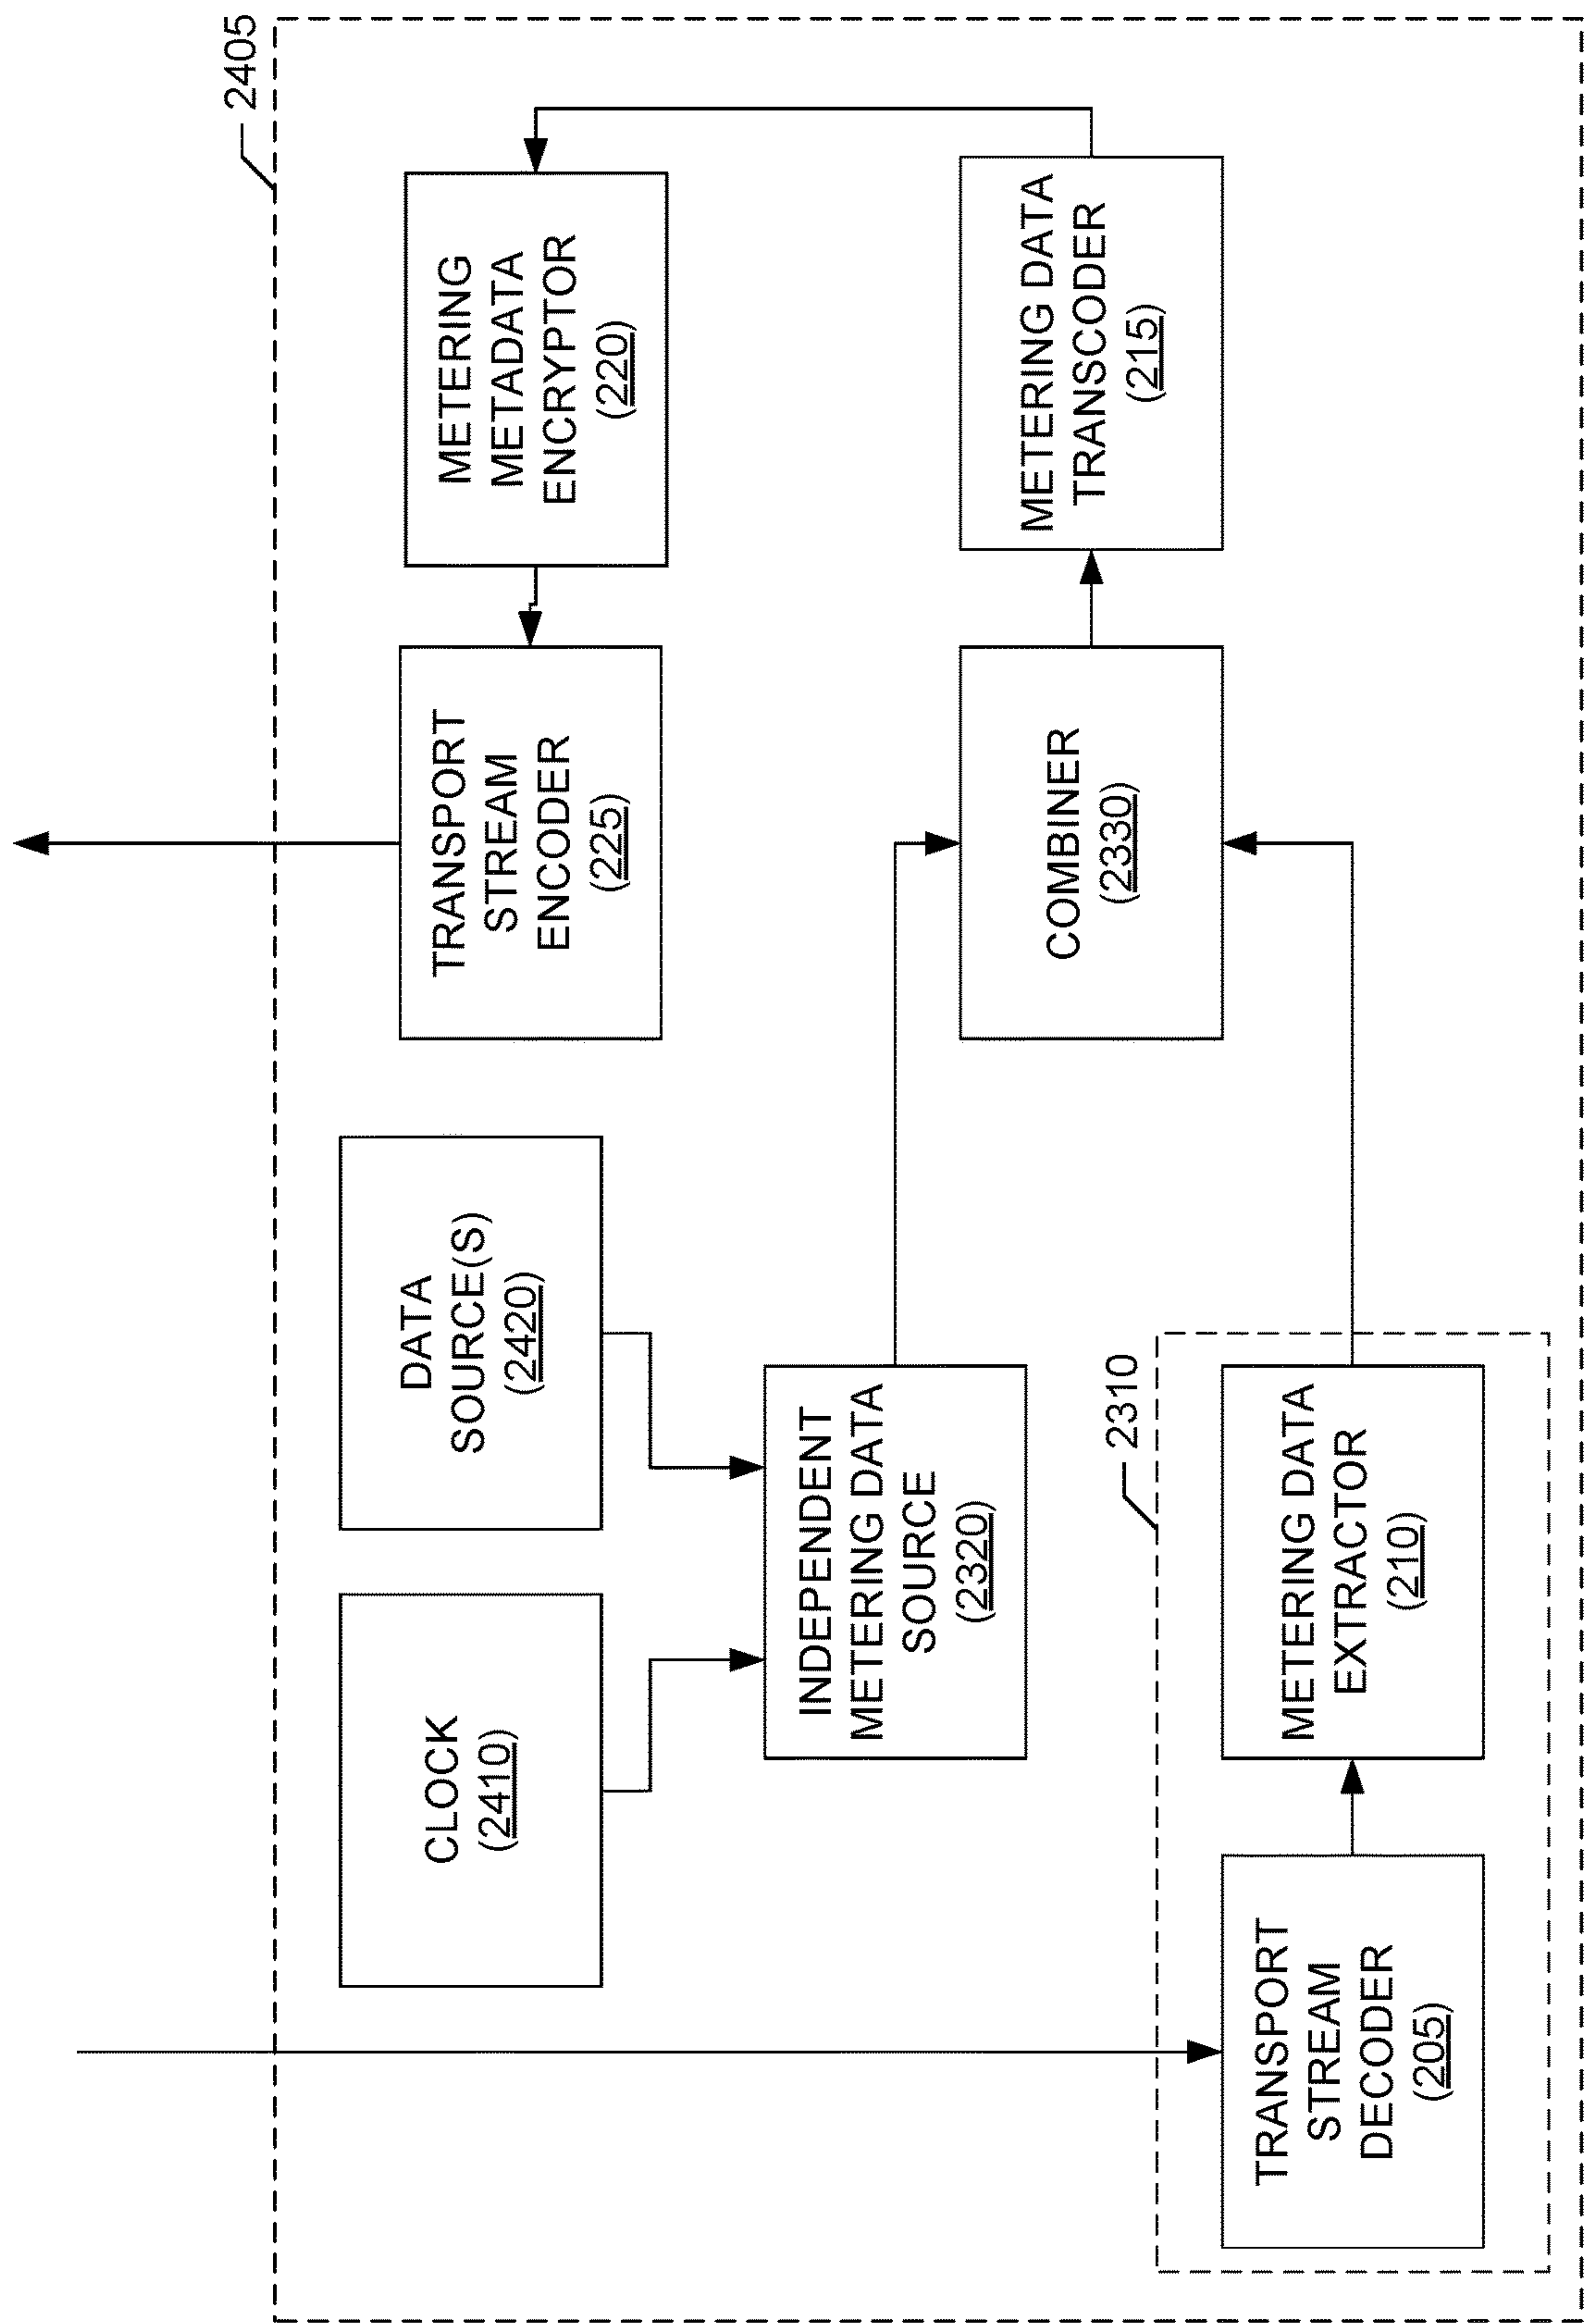 2405
CLOCK
(2410)
DATA
SOURCE(S)
(2420)
TRANSPORT
STREAM
ENCODER
(225)
METERING
METADATA
ENCRYPTOR
(220)
INDEPENDENT
METERING DATA
SOURCE
(2320)
COMBINER
(2330)
METERING DATA
TRANSCODER
(215)
2310
TRANSPORT
STREAM
DECODER
(205)
METERING DATA
EXTRACTOR
(210)